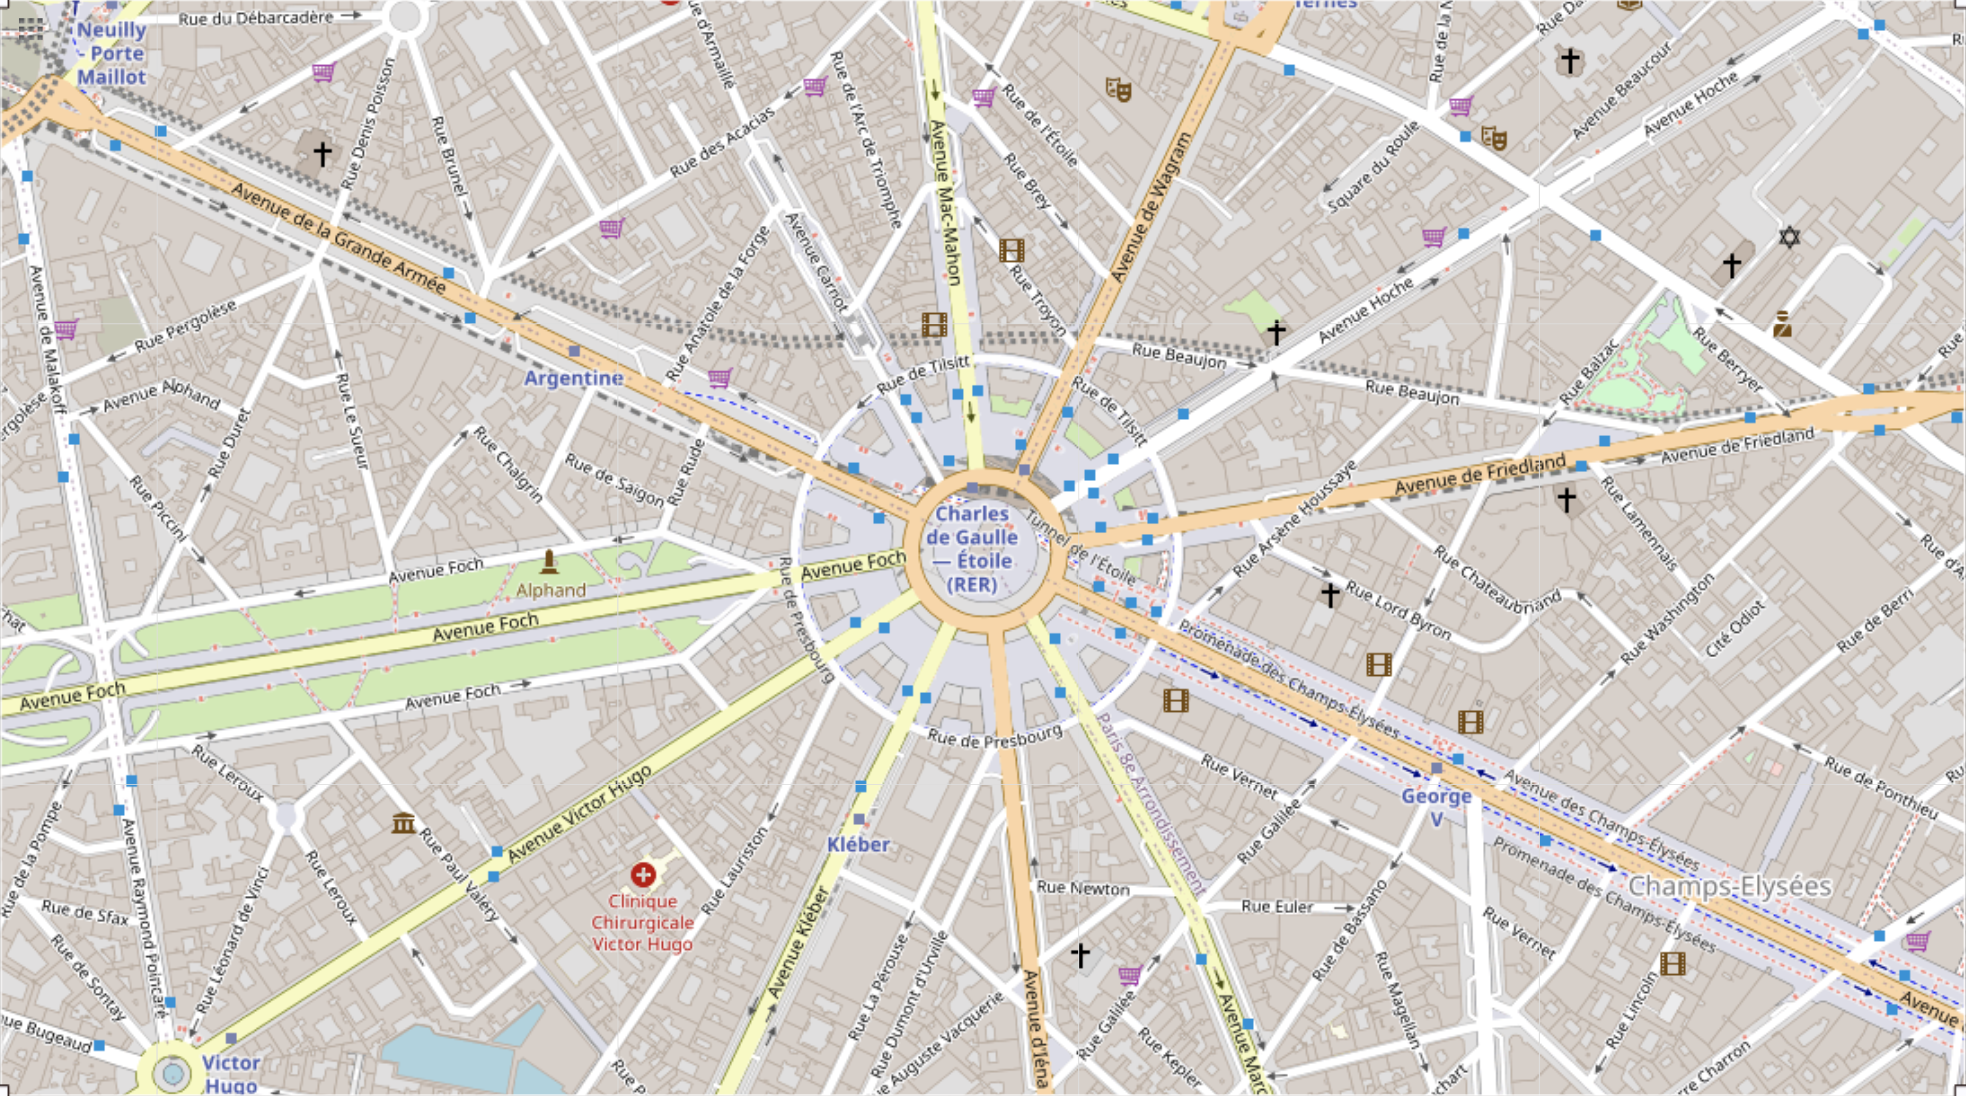 Rue du Débarcadère
Neuilly
- Porte
Maillot
Ternes
Rue d'Armaillé
Rue Denis Poisson
Rue Brunel
Rue des Acacias
Rue de l'Arc de Triomphe
Avenue Mac-Mahon
Rue de l'Étoile
Rue Brey
Avenue de Wagram
Square du Roule
Avenue Beaucour
Avenue Hoche
Avenue de la Grande Armée
Avenue de Malakoff
Rue Pergolèse
Avenue Carnot
Rue Anatole de la Forge
Rue Troyon
Avenue Hoche
Rue Beaujon
Rue Beaujon
Rue Balzac
Rue Berryer
Argentine
Rue de Tilsitt
Rue de Tilsitt
Avenue Alphand
Rue Le Sueur
Rue Duret
Rue Chalgrin
Rue de Saigon
Rue Rude
Rue Piccini
Avenue de Friedland
Avenue de Friedland
Rue Arsène Houssaye
Rue Lamennais
Charles
de Gaulle
— Étoile
(RER)
Tunnel de l'Étoile
Avenue Foch
Alphand
Avenue Foch
Avenue Foch
Avenue Foch
Avenue Foch
Rue de Presbourg
Rue Chateaubriand
Rue Lord Byron
Rue Washington
Cité Odiot
Rue de Berri
Promenade des Champs-Élysées
Rue de Presbourg
Paris 8e Arrondissement
Rue Vernet
Rue Galilée
George
V
Avenue des Champs-Élysées
Rue de Ponthieu
Rue Leroux
Avenue Victor Hugo
Kléber
Rue de la Pompe
Avenue Raymond Poincaré
Rue Paul Valéry
Rue Leroux
Rue Léonard de Vinci
Clinique
Chirurgicale
Victor Hugo
Rue Lauriston
Avenue Kléber
Rue Newton
Rue Euler
Rue de Bassano
Promenade des Champs-Élysées
Champs-Elysées
Rue Vernet
Rue de Sfax
Rue de Sontay
Rue La Pérouse
Rue Dumont d'Urville
Avenue d'Iéna
Rue Galilée
Rue Kepler
Avenue Marc
Rue Magellan
Rue Lincoln
Avenue
ue Bugeaud
Victor
Hugo
Rue P
e Auguste Vacquerie
rre Charron